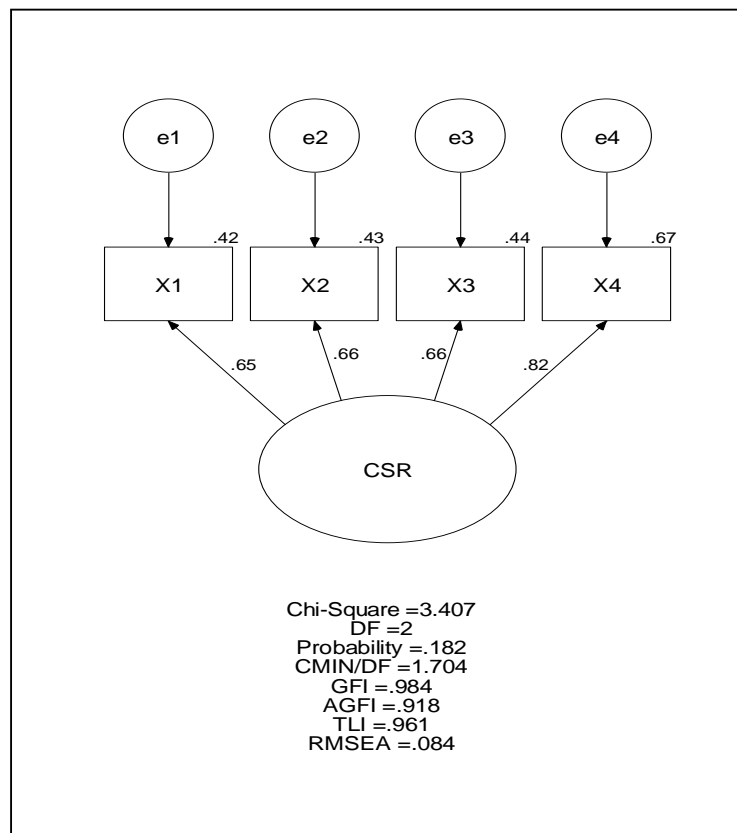 e1 e2 e3 e4
.42 .43 .44 .67
X1 X2 X3 X4
.65 .66 .66 .82
CSR
Chi-Square =3.407
DF =2
Probability =.182
CMIN/DF =1.704
GFI =.984
AGFI =.918
TLI =.961
RMSEA =.084